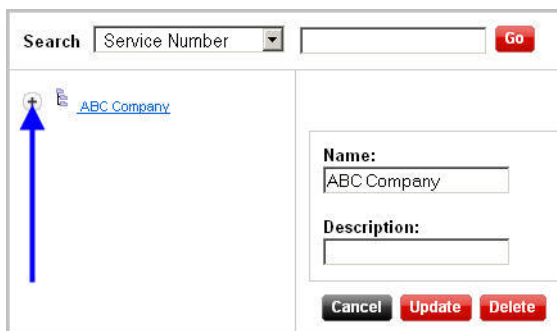 Search Service Number Go
ABC Company
Name:
ABC Company
Description:
Cancel Update Delete